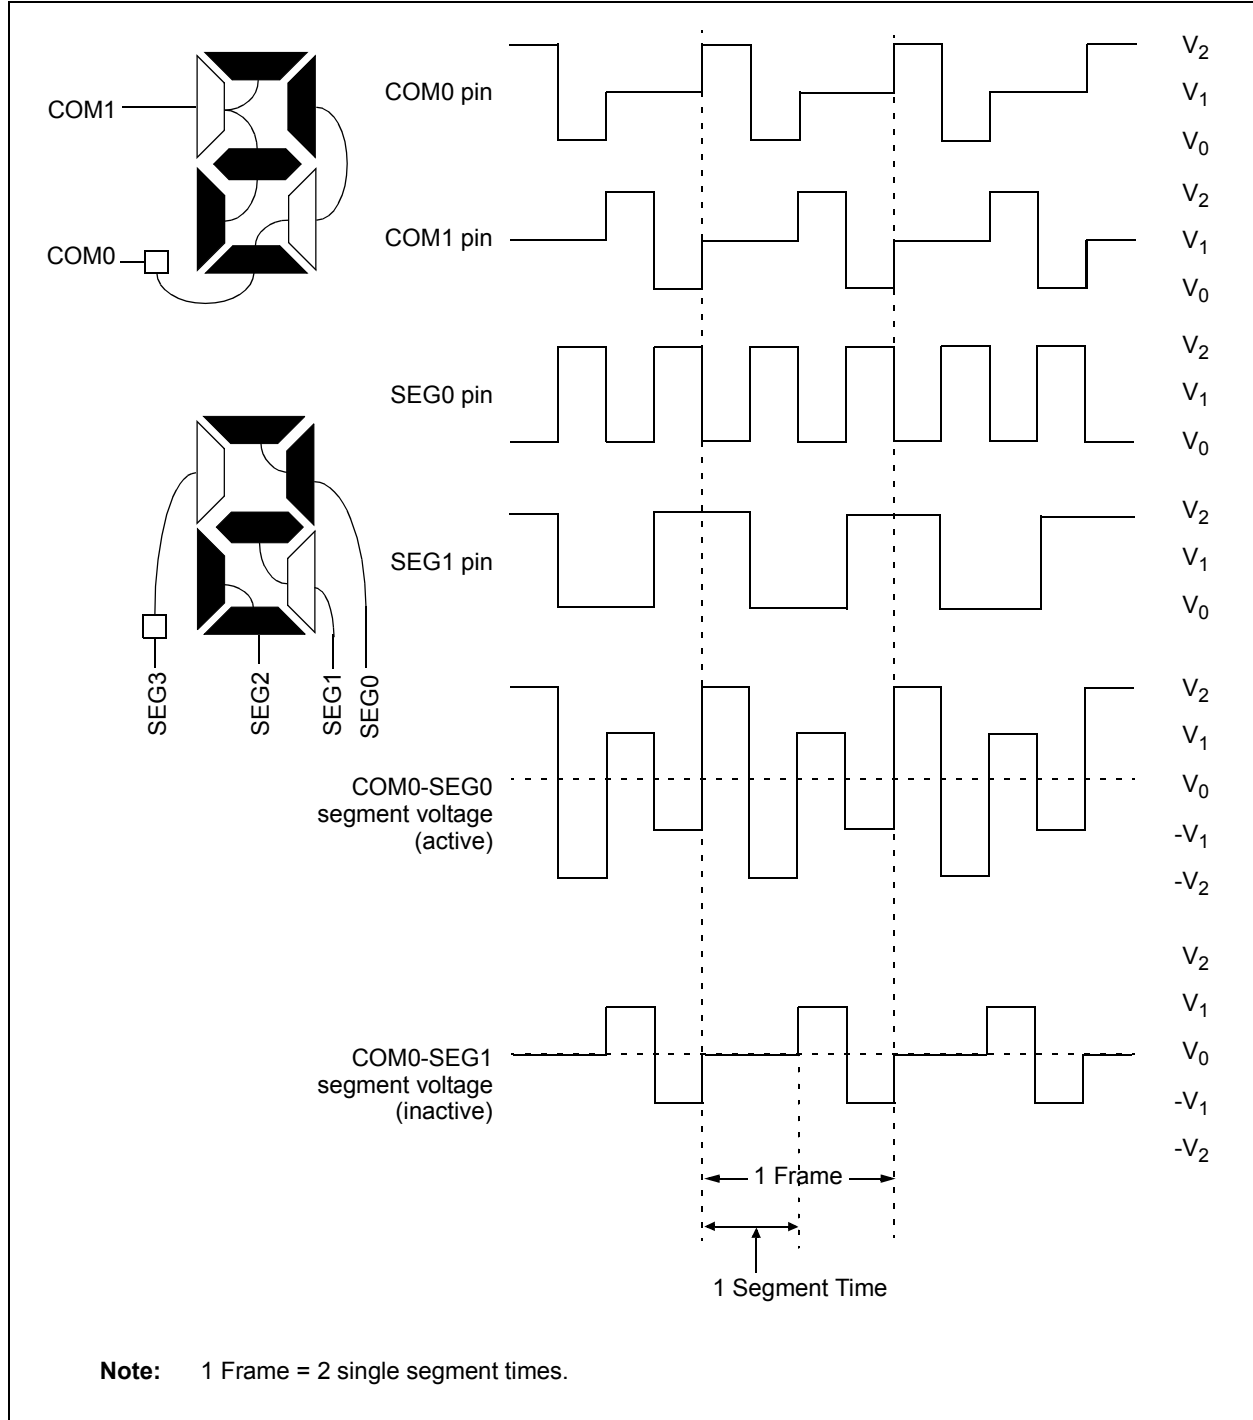 COM1
COM0
SEG3
SEG2
SEG1
SEG0
COM0 pin
V2
V1
V0
COM1 pin
V2
V1
V0
SEG0 pin
V2
V1
V0
SEG1 pin
V2
V1
V0
COM0-SEG0
segment voltage
(active)
V2
V1
V0
-V1
-V2
COM0-SEG1
segment voltage
(inactive)
V2
V1
V0
-V1
-V2
1 Frame
1 Segment Time
Note: 1 Frame = 2 single segment times.